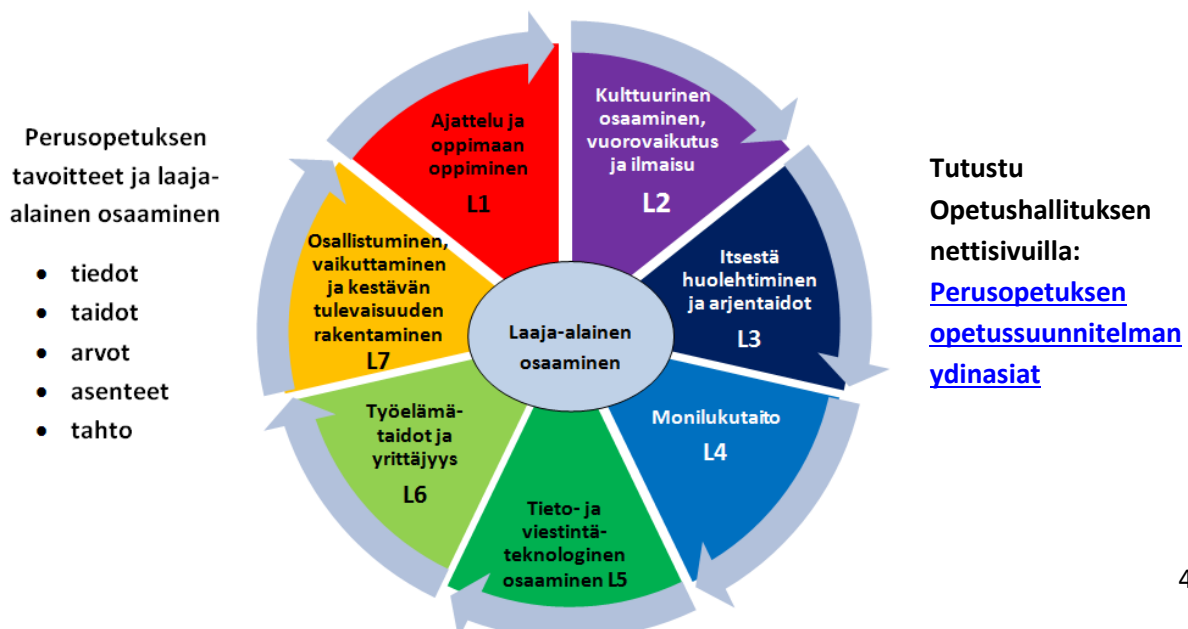 Perusopetuksen
tavoitteet ja laaja-
alainen osaaminen
• tiedot
• taidot
• arvot
• asenteet
• tahto
Ajattelu ja
oppimaan
oppiminen
L1
Kulttuurinen
osaaminen,
vuorovaikutus
ja ilmaisu
L2
Itsestä
huolehtiminen
ja arjentaidot
L3
Monilukutaito
L4
Tieto- ja
viestintä-
teknologinen
osaaminen L5
Työelämä-
taidot ja
yrittäjyys
L6
Osallistuminen,
vaikuttaminen
ja kestävän
tulevaisuuden
rakentaminen
L7
Laaja-alainen
osaaminen
Tutustu
Opetushallituksen
nettisivuilla:
Perusopetuksen
opetussuunnitelman
ydinasiat
4